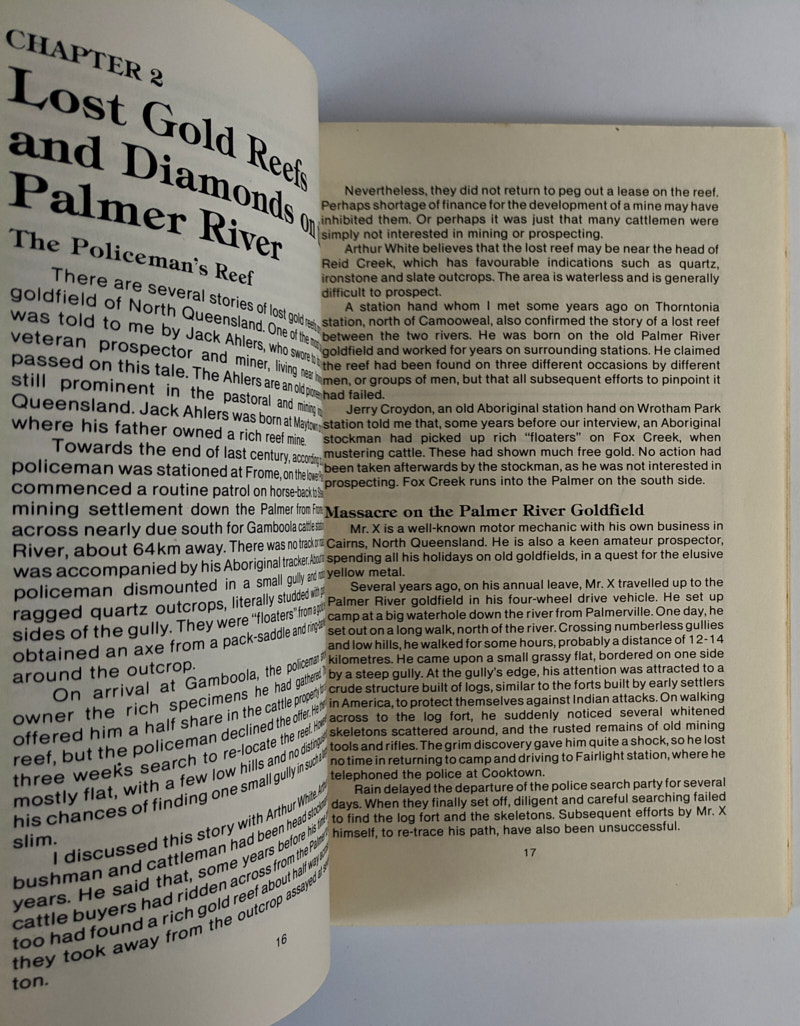 CHAPTER 2
Lost Gold Reefs
and Diamonds on
Palmer River
The Policeman's Reef
There are several stories of lost gold reefs
goldfield of North Queensland. One of the
was told to me by Jack Ahlers, who swore to
veteran prospector and miner, living near
passed on this tale. The Ahlers are an old pioneer
still prominent in the pastoral and mining
Queensland. Jack Ahlers was born at Maytown
where his father owned a rich reef mine.
Towards the end of last century, according
policeman was stationed at Frome, on the lower
commenced a routine patrol on horse-back to
mining settlement down the Palmer from
across nearly due south for Gamboola cattle
River, about 64km away. There was no track or
was accompanied by his Aboriginal tracker.
policeman dismounted in a small gully and
ragged quartz outcrops, literally studded with
sides of the gully. They were "floaters" from a
obtained an axe from a pack-saddle and
around the outcrop.
On arrival at Gamboola, the policeman
owner the rich specimens he had gathered.
offered him a half share in the cattle property
reef, but the policeman declined the offer. He
three weeks search to re-locate the reef.
mostly flat, with a few low hills and no
his chances of finding one small gully in such a
slim.
I discussed this story with Arthur White,
bushman and cattleman had been head
years. He said that, some years before his
cattle buyers had ridden across from the
too had found a rich gold reef about half way
they took away from the outcrop assayed
ton.
16
Nevertheless, they did not return to peg out a lease on the reef.
Perhaps shortage of finance for the development of a mine may have
inhibited them. Or perhaps it was just that many cattlemen were
simply not interested in mining or prospecting.
Arthur White believes that the lost reef may be near the head of
Reid Creek, which has favourable indications such as quartz,
ironstone and slate outcrops. The area is waterless and is generally
difficult to prospect.
A station hand whom I met some years ago on Thorntonia
station, north of Camooweal, also confirmed the story of a lost reef
between the two rivers. He was born on the old Palmer River
goldfield and worked for years on surrounding stations. He claimed
the reef had been found on three different occasions by different
men, or groups of men, but that all subsequent efforts to pinpoint it
had failed.
Jerry Croydon, an old Aboriginal station hand on Wrotham Park
station told me that, some years before our interview, an Aboriginal
stockman had picked up rich "floaters" on Fox Creek, when
mustering cattle. These had shown much free gold. No action had
been taken afterwards by the stockman, as he was not interested in
prospecting. Fox Creek runs into the Palmer on the south side.
Massacre on the Palmer River Goldfield
Mr. X is a well-known motor mechanic with his own business in
Cairns, North Queensland. He is also a keen amateur prospector,
spending all his holidays on old goldfields, in a quest for the elusive
yellow metal.
Several years ago, on his annual leave, Mr. X travelled up to the
Palmer River goldfield in his four-wheel drive vehicle. He set up
camp at a big waterhole down the river from Palmerville. One day, he
set out on a long walk, north of the river. Crossing numberless gullies
and low hills, he walked for some hours, probably a distance of 12-14
kilometres. He came upon a small grassy flat, bordered on one side
by a steep gully. At the gully's edge, his attention was attracted to a
crude structure built of logs, similar to the forts built by early settlers
in America, to protect themselves against Indian attacks. On walking
across to the log fort, he suddenly noticed several whitened
skeletons scattered around, and the rusted remains of old mining
tools and rifles. The grim discovery gave him quite a shock, so he lost
no time in returning to camp and driving to Fairlight station, where he
telephoned the police at Cooktown.
Rain delayed the departure of the police search party for several
days. When they finally set off, diligent and careful searching failed
to find the log fort and the skeletons. Subsequent efforts by Mr. X
himself, to re-trace his path, have also been unsuccessful.
17